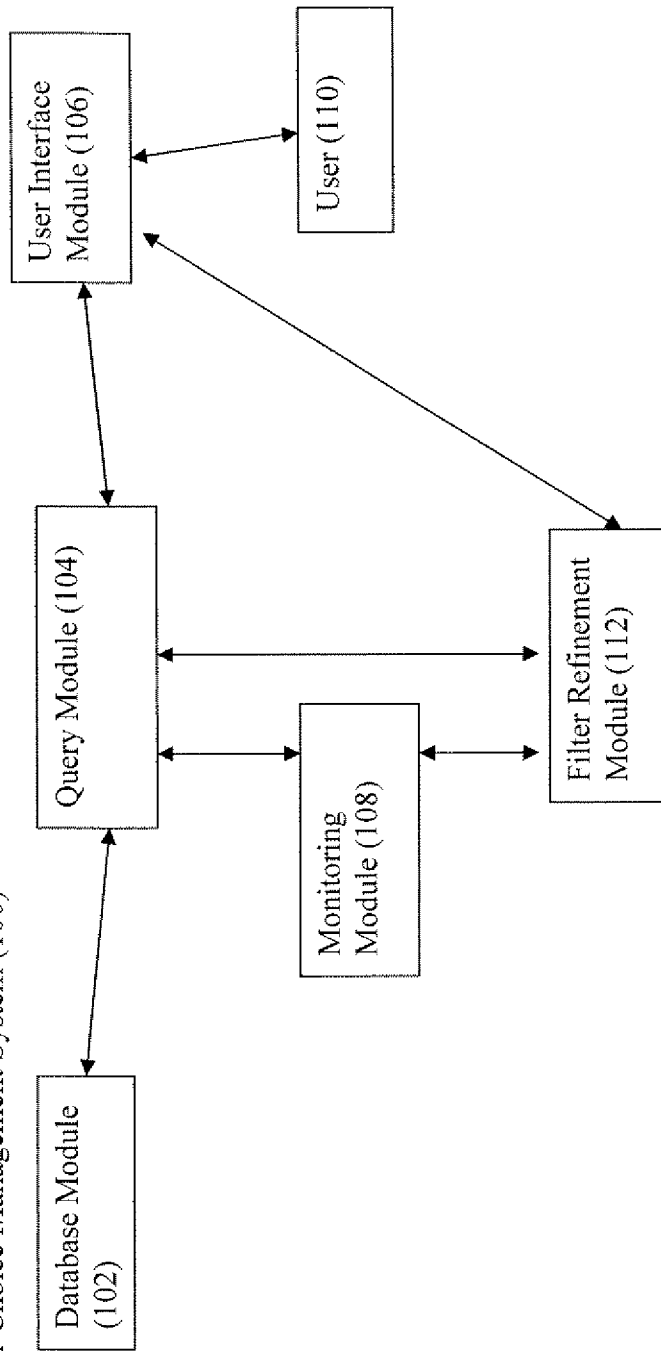 Choice Management System
Database Module
(102)
Query Module (104)
User Interface
Module (106)
Monitoring
Module (108)
User (110)
Filter Refinement
Module (112)